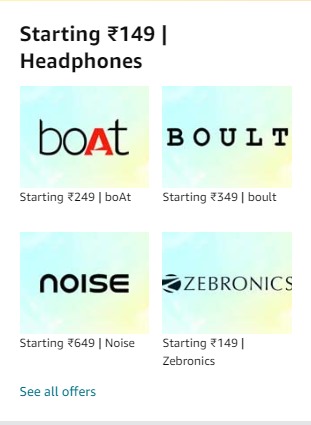 Starting ₹149 |
Headphones
boAt
BOULT
Starting ₹249 | boAt
Starting ₹349 | boult
NOISE
ZEBRONICS
Starting ₹649 | Noise
Starting ₹149 |
Zebronics
See all offers